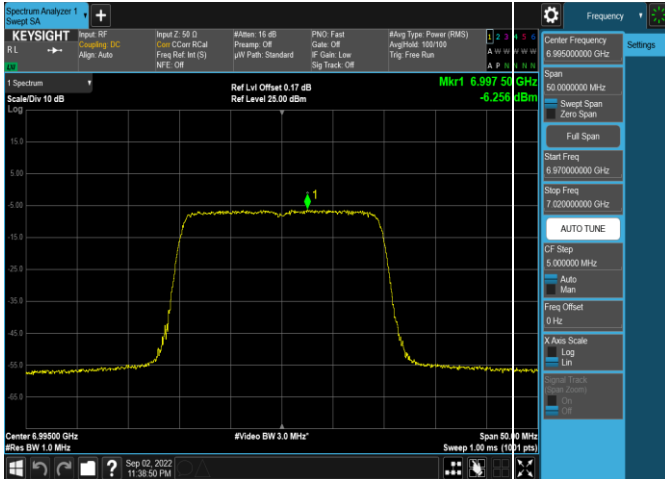 Spectrum Analyzer 1
Swept SA
+
Frequency
KEYSIGHT
RL
LW
Input: RF
Coupling: DC
Align: Auto
Input Z: 50 Ω
Corr CCorr RCal
Freq Ref: Int (S)
NFE: Off
#Atten: 16 dB
Preamp: Off
µW Path: Standard
PNO: Fast
Gate: Off
IF Gain: Low
Sig Track: Off
#Avg Type: Power (RMS)
Avg|Hold: 100/100
Trig: Free Run
1 2 3 4 5 6
A W W W W W
A P N N N N
1 Spectrum
Scale/Div 10 dB
Log
Ref Lvl Offset 0.17 dB
Ref Level 25.00 dBm
Mkr1 6.997 50 GHz
-6.256 dBm
15.0
5.00
-5.00
-15.0
-25.0
-35.0
-45.0
-55.0
-65.0
1
Center 6.99500 GHz
#Res BW 1.0 MHz
#Video BW 3.0 MHz*
Span 50.00 MHz
Sweep 1.00 ms (1001 pts)
?
Sep 02, 2022
11:38:50 PM
Center Frequency
6.995000000 GHz
Settings
Span
50.0000000 MHz
Swept Span
Zero Span
Full Span
Start Freq
6.970000000 GHz
Stop Freq
7.020000000 GHz
AUTO TUNE
CF Step
5.000000 MHz
Auto
Man
Freq Offset
0 Hz
X Axis Scale
Log
Lin
Signal Track
(Span Zoom)
On
Off